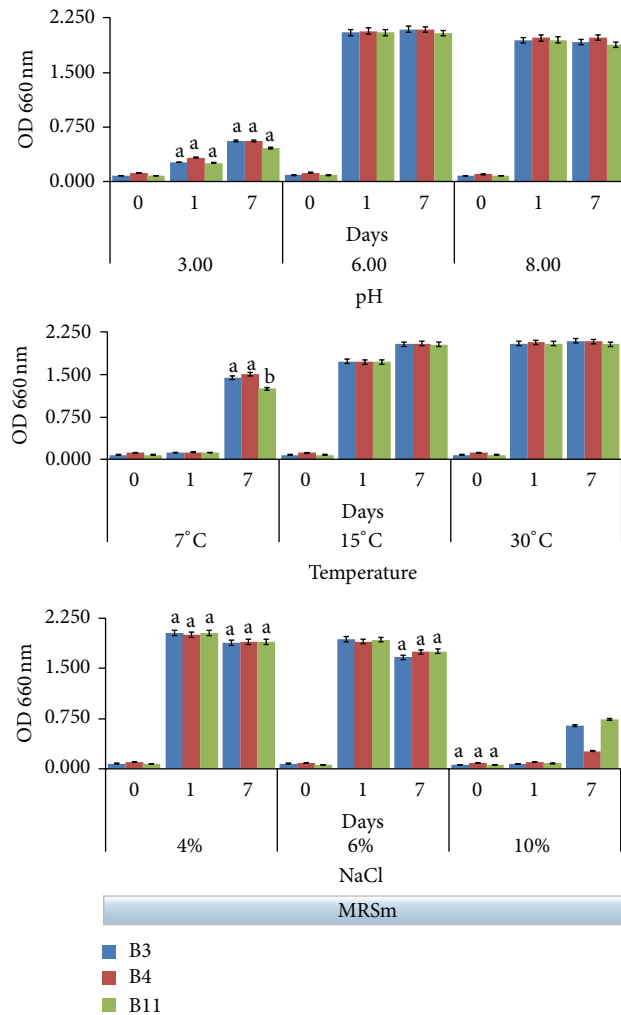 2.250
1.500
0.750
0.000
OD 660 nm
a a a a a a
0 1 7 0 1 7 0 1 7
Days
3.00 6.00 8.00
pH
2.250
1.500
0.750
0.000
OD 660 nm
a a b
0 1 7 0 1 7 0 1 7
Days
7°C 15°C 30°C
Temperature
2.250
1.500
0.750
0.000
OD 660 nm
a a a a a a a a a a a a
0 1 7 0 1 7 0 1 7
Days
4% 6% 10%
NaCl
MRSm
B3
B4
B11